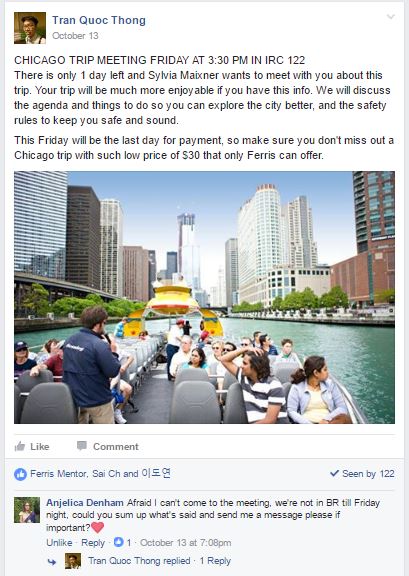 Tran Quoc Thong
October 13
CHICAGO TRIP MEETING FRIDAY AT 3:30 PM IN IRC 122
There is only 1 day left and Sylvia Maixner wants to meet with you about this
trip. Your trip will be much more enjoyable if you have this info. We will discuss
the agenda and things to do so you can explore the city better, and the safety
rules to keep you safe and sound.
This Friday will be the last day for payment, so make sure you don't miss out a
Chicago trip with such low price of $30 that only Ferris can offer.
Like Comment
Ferris Mentor, Sai Ch and 이도연 Seen by 122
Anjelica Denham Afraid I can't come to the meeting, we're not in BR till Friday
night, could you sum up what's said and send me a message please if
important?❤
Unlike · Reply · 1 · October 13 at 7:08pm
Tran Quoc Thong replied · 1 Reply